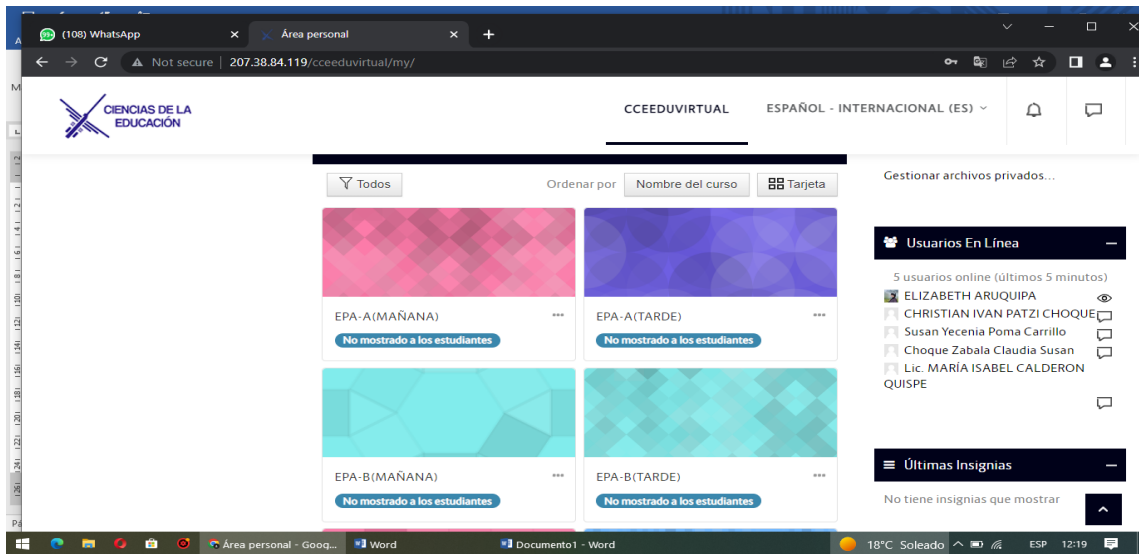 (108) WhatsApp
Área personal
Not secure
207.38.84.119/cceeduvirtual/my/
CIENCIAS DE LA
EDUCACIÓN
CCEEDUVIRTUAL
ESPAÑOL - INTERNACIONAL (ES)
Todos
Ordenar por
Nombre del curso
Tarjeta
EPA-A(MAÑANA)
No mostrado a los estudiantes
EPA-A(TARDE)
No mostrado a los estudiantes
EPA-B(MAÑANA)
No mostrado a los estudiantes
EPA-B(TARDE)
No mostrado a los estudiantes
Gestionar archivos privados...
Usuarios En Línea
5 usuarios online (últimos 5 minutos)
ELIZABETH ARUQUIPA
CHRISTIAN IVAN PATZI CHOQUE
Susan Yecenia Poma Carrillo
Choque Zabala Claudia Susan
Lic. MARÍA ISABEL CALDERON
QUISPE
Últimas Insignias
No tiene insignias que mostrar
Área personal - Goog...
Word
Documento1 - Word
18°C Soleado
ESP
12:19